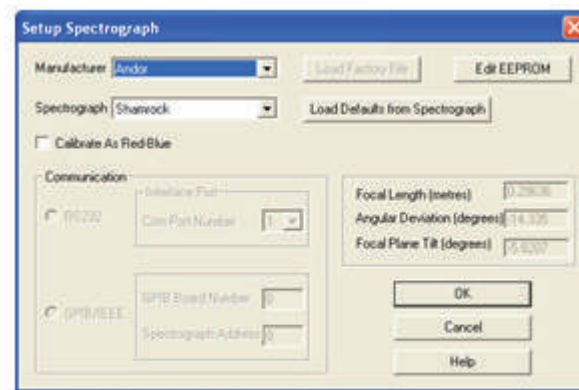 Setup Spectrograph
Manufacturer Andor Load Factory File Edit EEPROM
Spectrograph Shamrock Load Defaults from Spectrograph
Calibrate As Red-Blue
Communication
Interface Port
RS232 Com Port Number 1
GPIB/IEEE
GPIB Board Number 0
Spectrograph Address 0
Focal Length (metres)
Angular Deviation (degrees)
Focal Plane Tilt (degrees)
OK
Cancel
Help